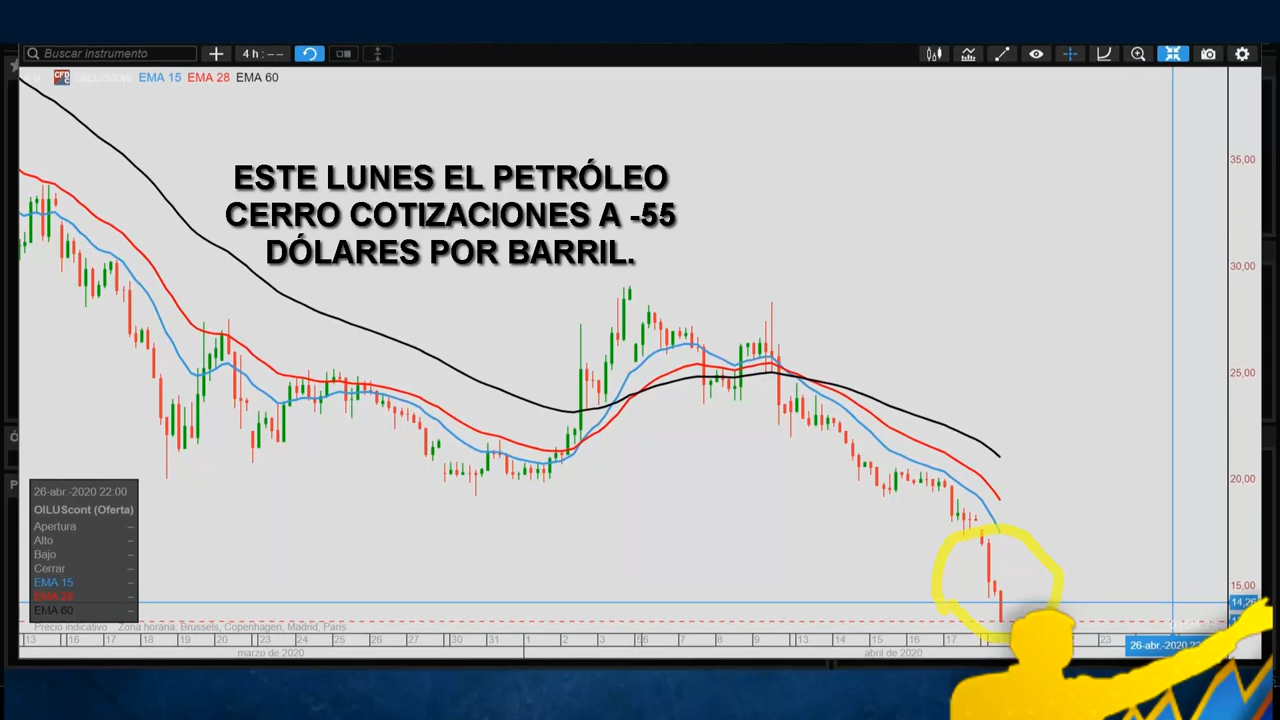 Buscar instrumento
4 h : – –
EMA 15 EMA 28 EMA 60
ESTE LUNES EL PETRÓLEO
CERRO COTIZACIONES A -55
DÓLARES POR BARRIL.
35,00
30,00
25,00
20,00
15,00
14,26
26-abr.-2020 22:00
OILUScont (Oferta)
Apertura –
Alto –
Bajo –
Cerrar –
EMA 15 –
EMA 28 –
EMA 60 –
Precio indicativo Zona horaria: Brussels, Copenhagen, Madrid, Paris
13 16 17 18 19 20 23 24 25 26 27 30 31 1 2 3 5 6 7 8 9 13 14 15 16 17 23
marzo de 2020 abril de 2020